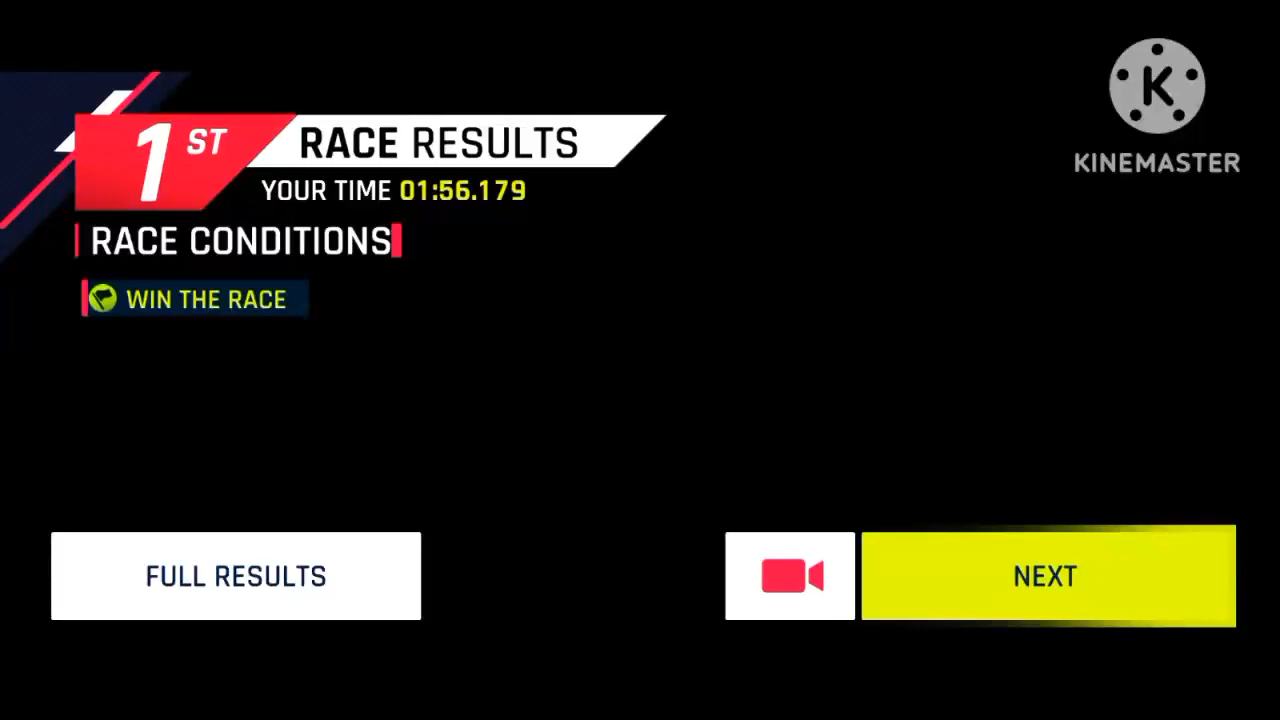 1ST
RACE RESULTS
YOUR TIME 01:56.179
RACE CONDITIONS
WIN THE RACE
K
KINEMASTER
FULL RESULTS
NEXT